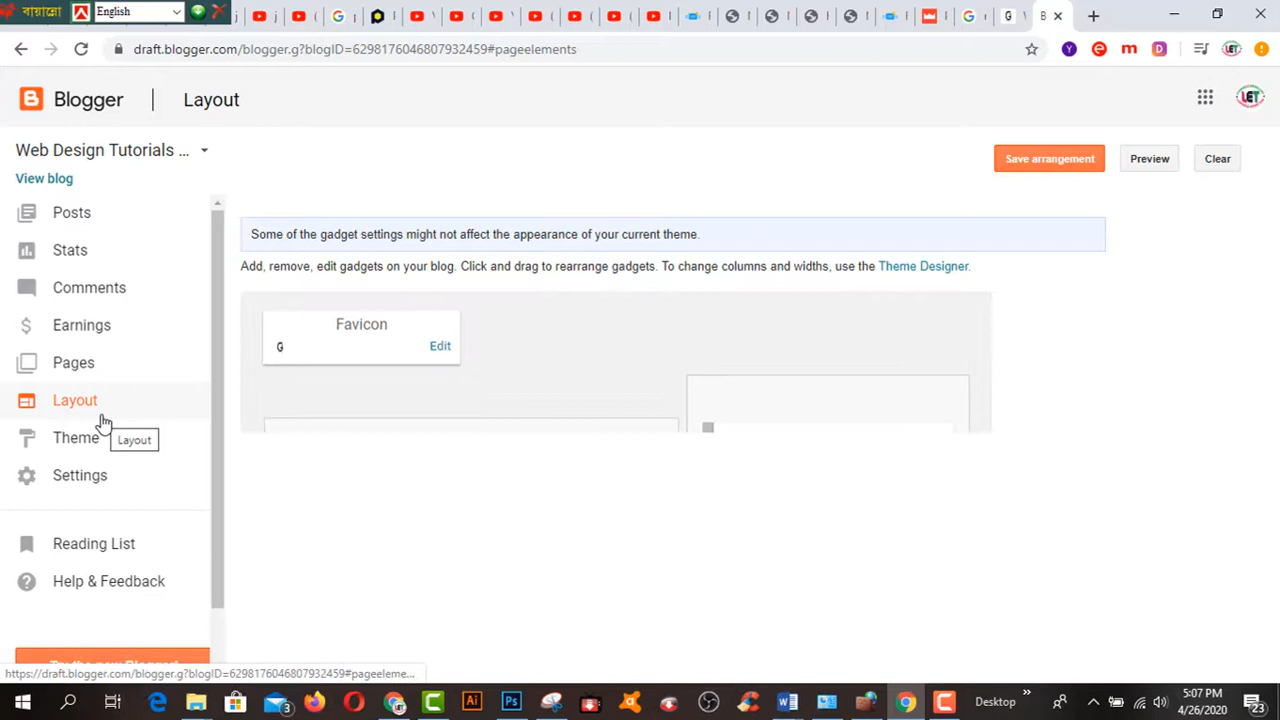 বায়ান্নো
English
draft.blogger.com/blogger.g?blogID=6298176046807932459#pageelements
Blogger
Layout
Web Design Tutorials ...
View blog
Save arrangement
Preview
Clear
Posts
Stats
Comments
Earnings
Pages
Layout
Theme
Layout
Settings
Reading List
Help & Feedback
Some of the gadget settings might not affect the appearance of your current theme.
Add, remove, edit gadgets on your blog. Click and drag to rearrange gadgets. To change columns and widths, use the Theme Designer.
Favicon
G
Edit
LET
https://draft.blogger.com/blogger.g?blogID=6298176046807932459#pageeleme...
Desktop
5:07 PM
4/26/2020
23